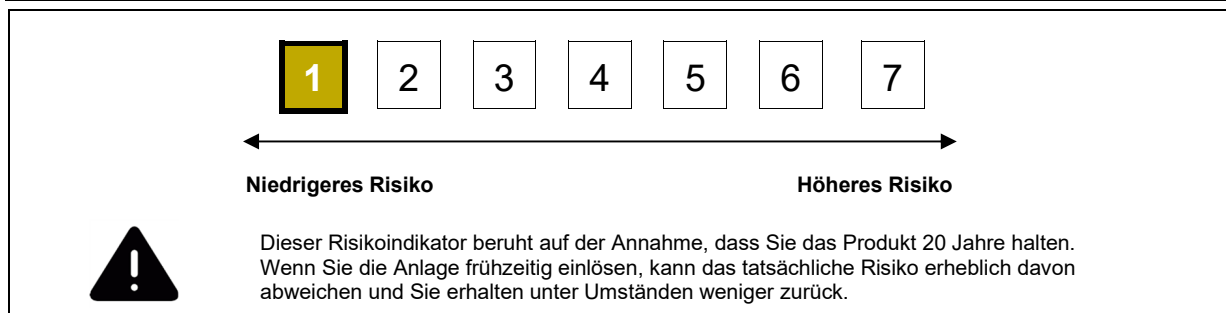 1 2 3 4 5 6 7
Niedrigeres Risiko Höheres Risiko
Dieser Risikoindikator beruht auf der Annahme, dass Sie das Produkt 20 Jahre halten.
Wenn Sie die Anlage frühzeitig einlösen, kann das tatsächliche Risiko erheblich davon
abweichen und Sie erhalten unter Umständen weniger zurück.